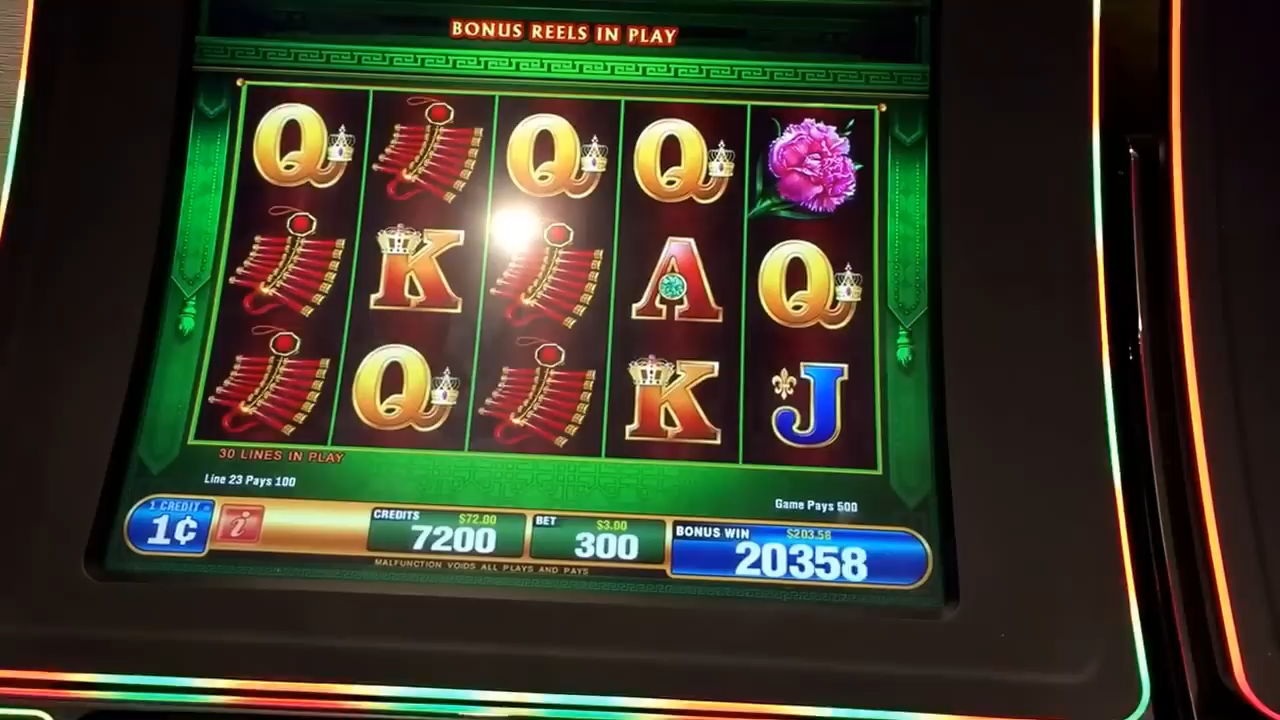 BONUS REELS IN PLAY
Q Q Q
K A Q
Q K J
30 LINES IN PLAY
Line 23 Pays 100
Game Pays 500
1 CREDIT =
1¢
i
CREDITS $72.00
7200
BET $3.00
300
BONUS WIN $203.58
20358
MALFUNCTION VOIDS ALL PLAYS AND PAYS